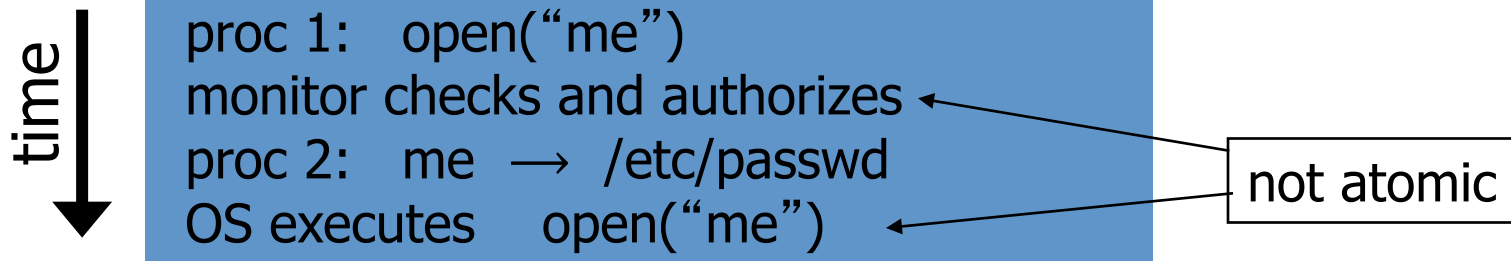 time
proc 1: open(“me”)
monitor checks and authorizes
proc 2: me → /etc/passwd
OS executes open(“me”)
not atomic